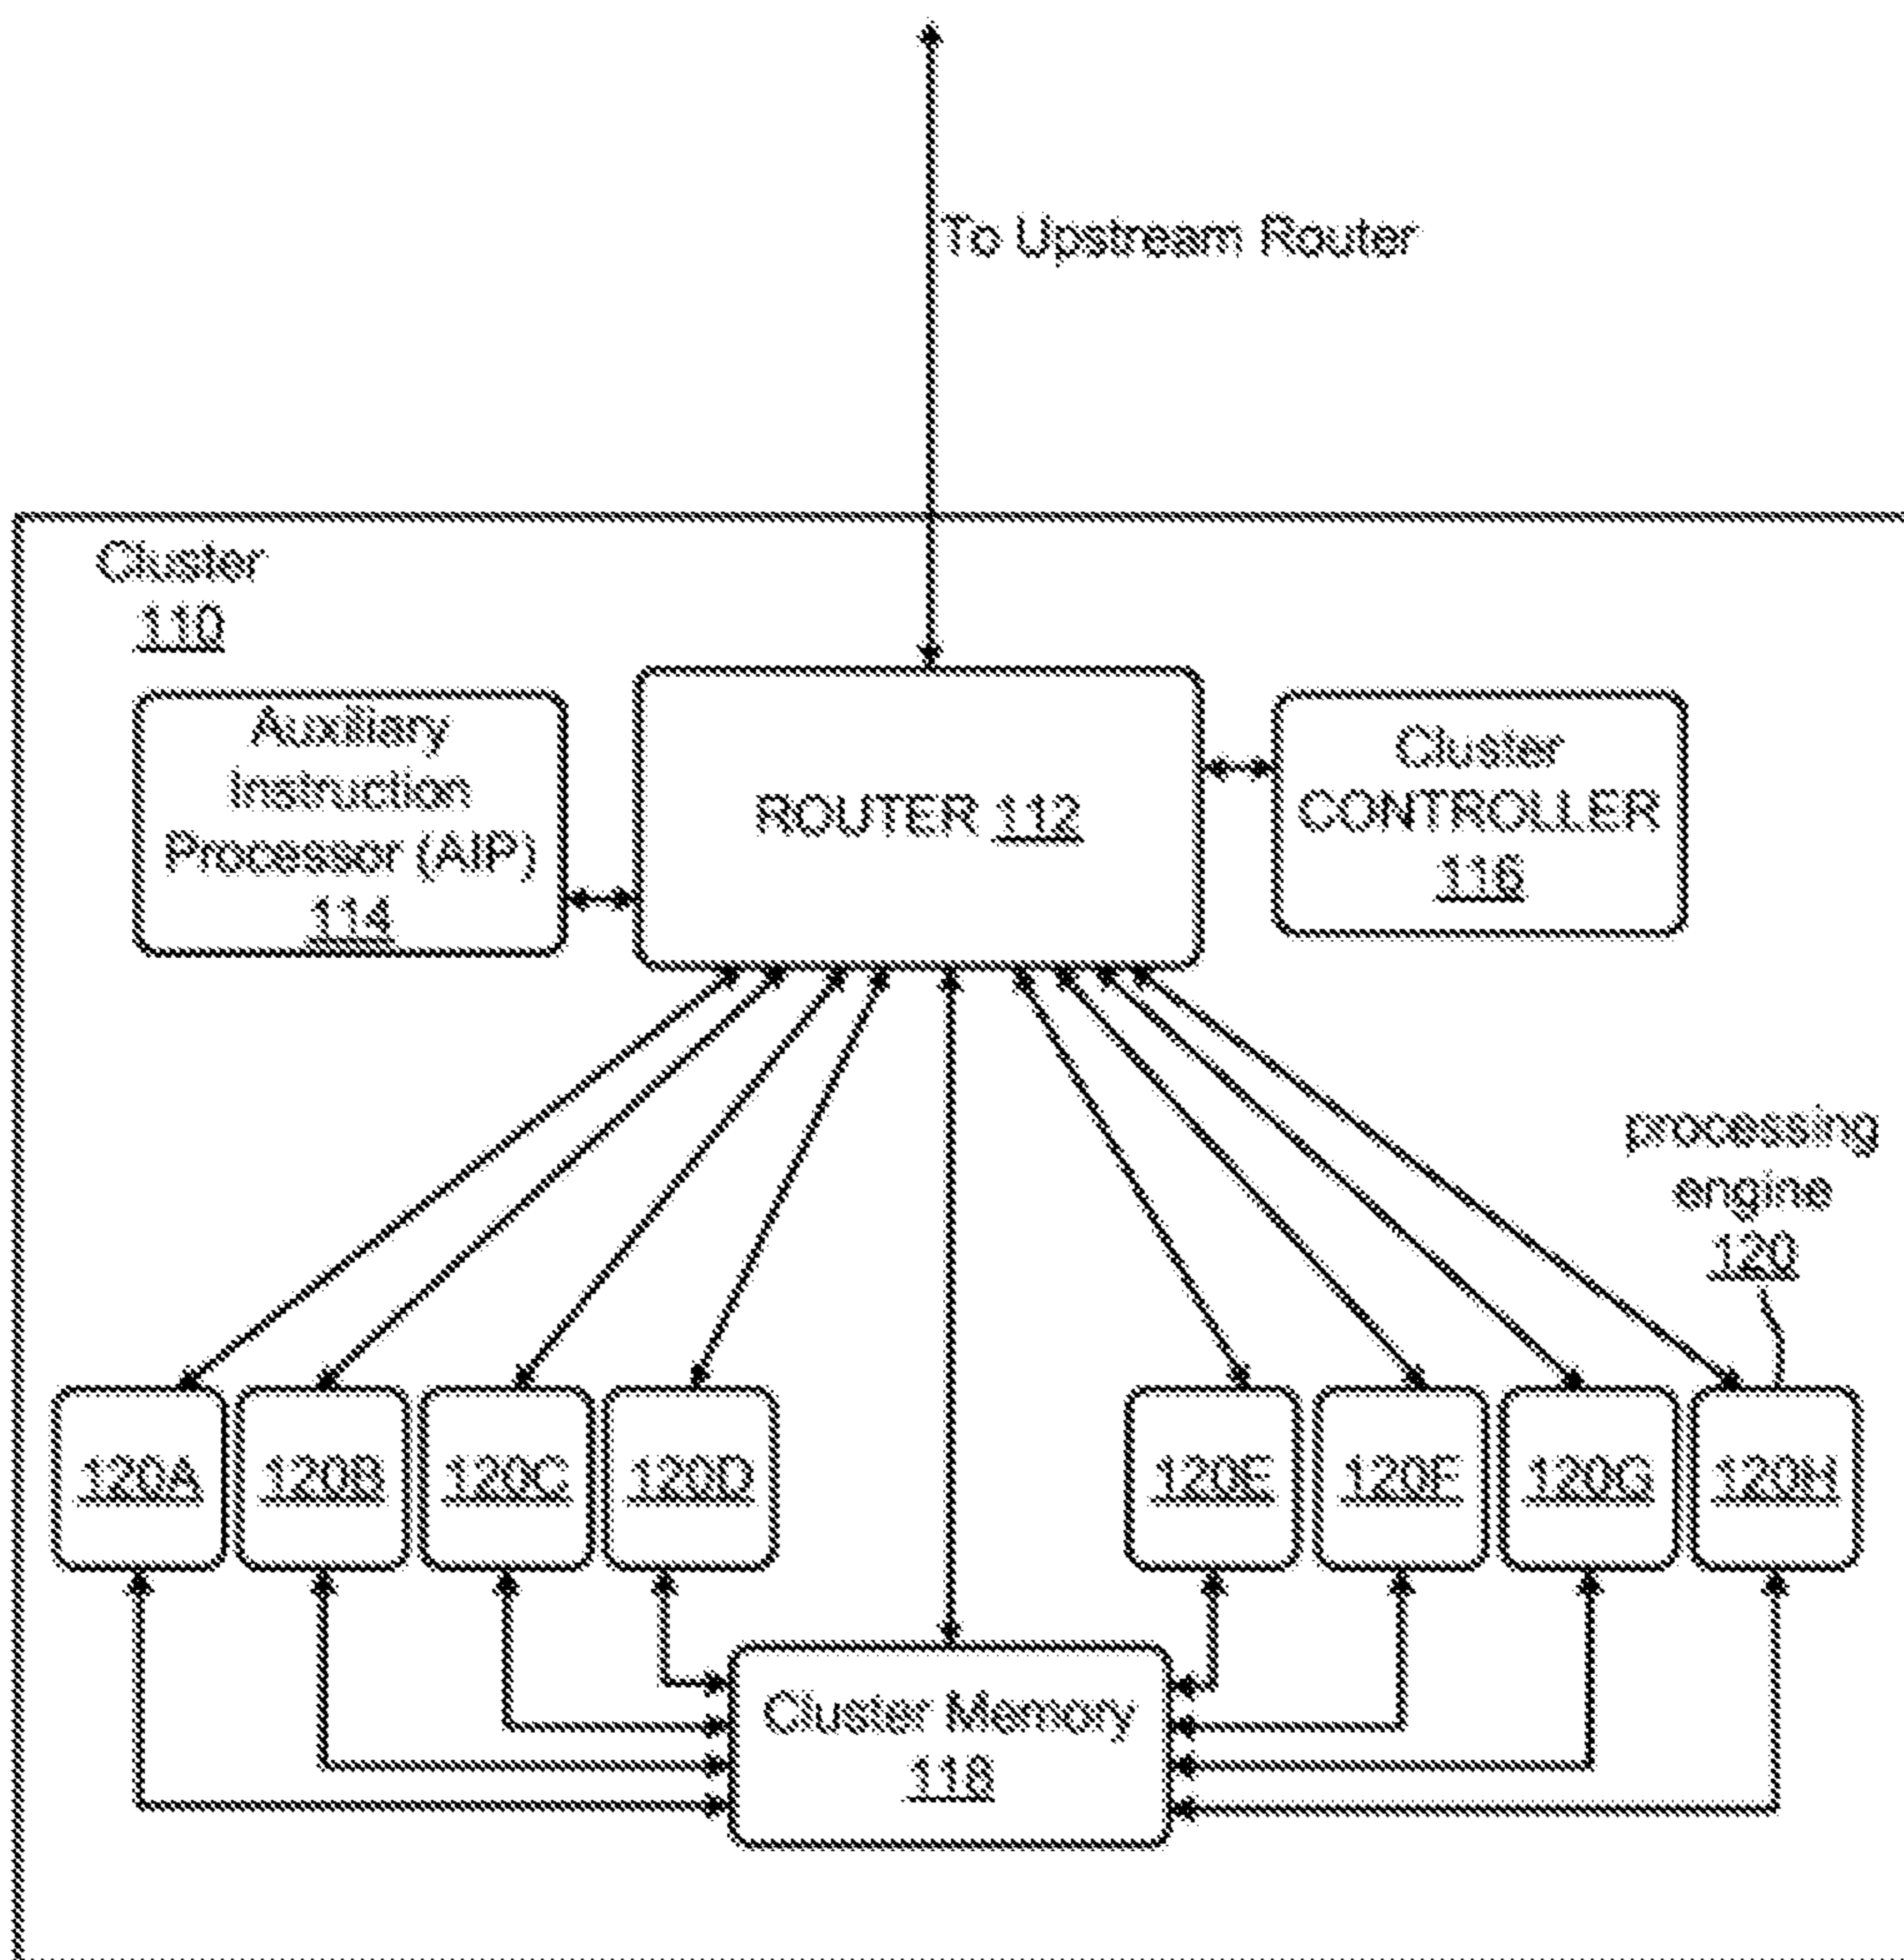 To Upstream Router
Cluster
110
Auxiliary
Instruction
Processor (AIP)
114
ROUTER 112
Cluster
CONTROLLER
116
processing
engine
120
120A
120B
120C
120D
120E
120F
120G
120H
Cluster Memory
118